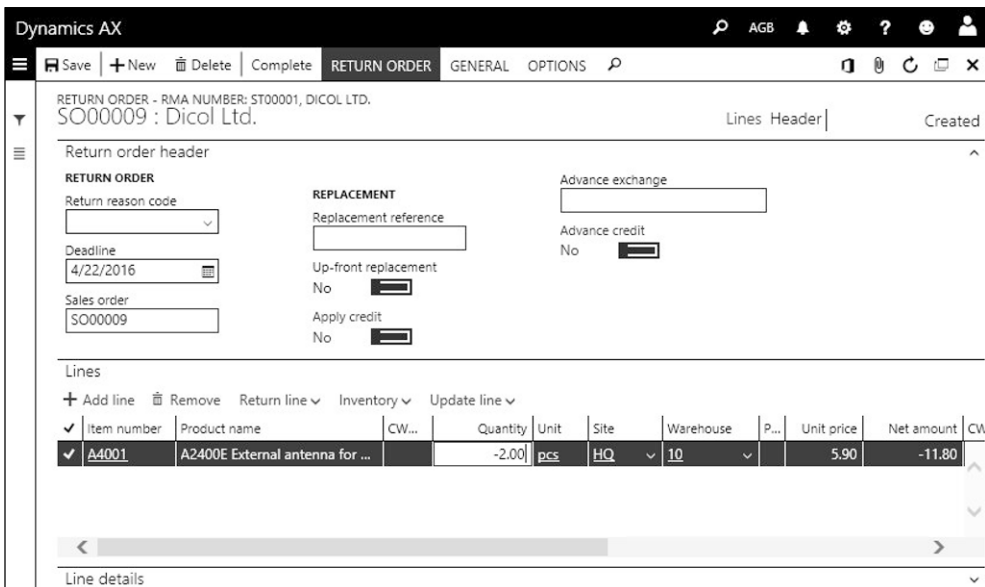 Dynamics AX
AGB
?
Save
New
Delete
Complete
RETURN ORDER
GENERAL
OPTIONS
RETURN ORDER - RMA NUMBER: ST00001, DICOL LTD.
SO00009 : Dicol Ltd.
Lines Header
Created
Return order header
RETURN ORDER
Return reason code
Deadline
4/22/2016
Sales order
SO00009
REPLACEMENT
Replacement reference
Up-front replacement
No
Apply credit
No
Advance exchange
Advance credit
No
Lines
Add line Remove Return line Inventory Update line
Item number Product name CW... Quantity Unit Site Warehouse P... Unit price Net amount CW
A4001 A2400E External antenna for ... -2.00 pcs HQ 10 5.90 -11.80
Line details